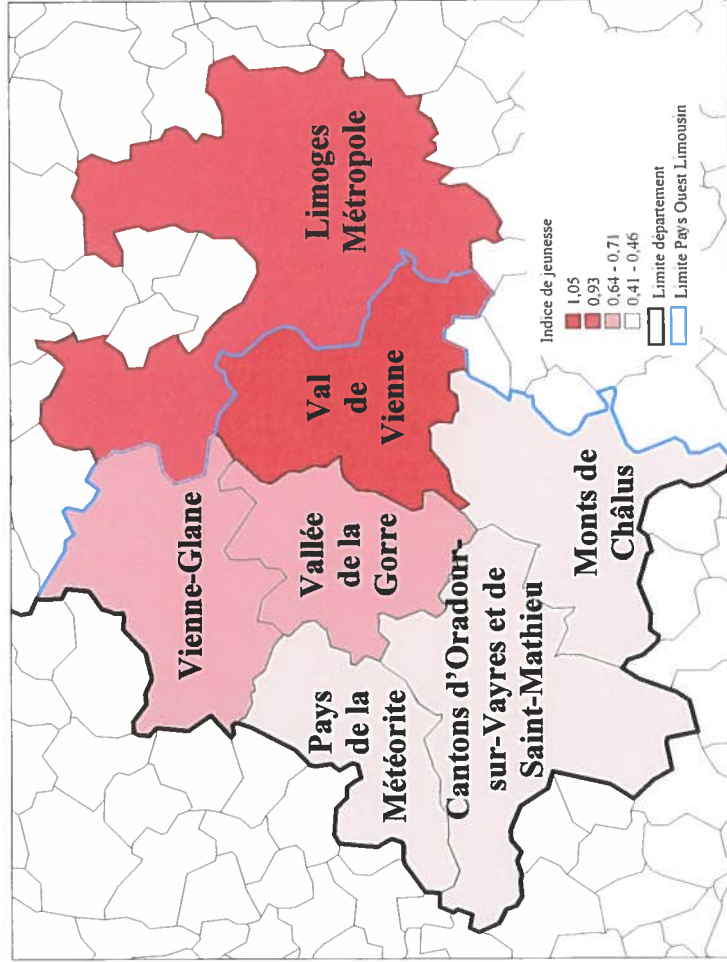 Limoges
Métropole
Vienne-Glane
Val
de
Vienne
Vallée
de la
Gorre
Pays
de la
Météorite
Cantons d'Oradour-
sur-Vayres et de
Saint-Mathieu
Monts de
Châlus
Indice de jeunesse
1,05
0,93
0,64 - 0,71
0,41 - 0,46
Limite département
Limite Pays Ouest Limousin